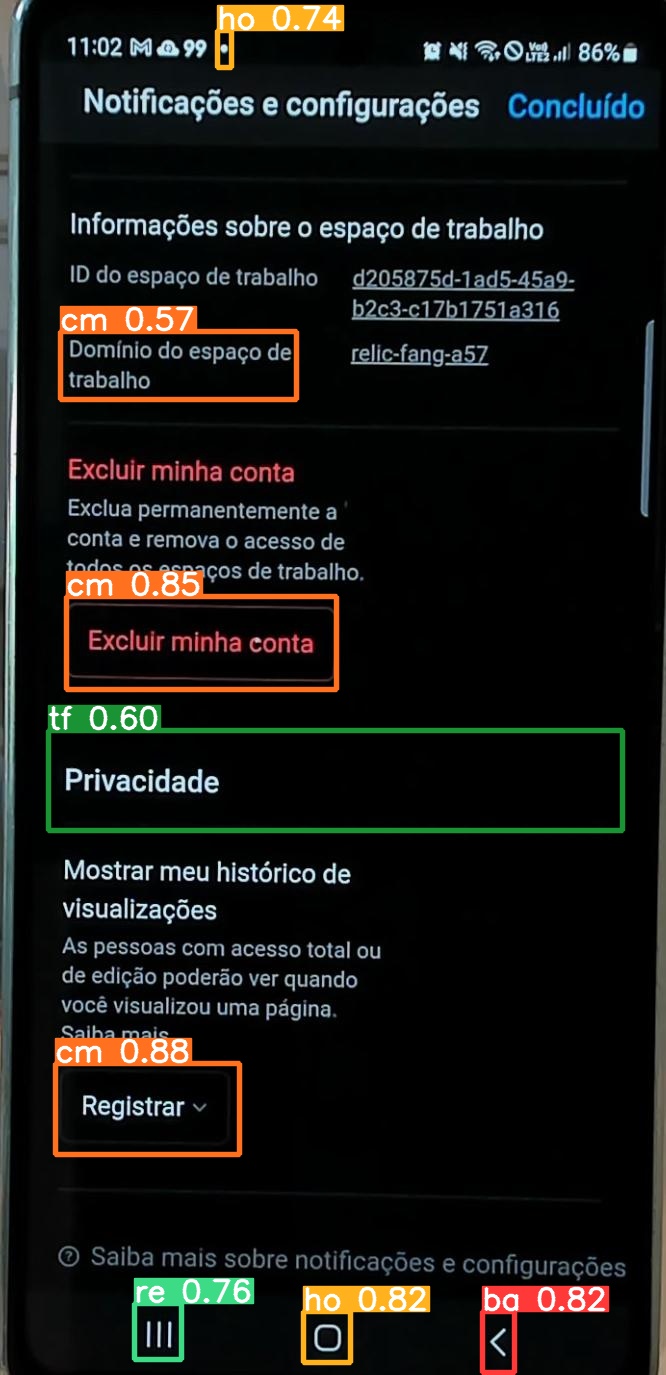 ho 0.74
11:02 99 86%
Notificações e configurações Concluído
Informações sobre o espaço de trabalho
ID do espaço de trabalho d205875d-1ad5-45a9-
b2c3-c17b1751a316
cm 0.57
Domínio do espaço de relic-fang-a57
trabalho
Excluir minha conta
Exclua permanentemente a
conta e remova o acesso de
todos os espaços de trabalho.
cm 0.85
Excluir minha conta
tf 0.60
Privacidade
Mostrar meu histórico de
visualizações
As pessoas com acesso total ou
de edição poderão ver quando
você visualizou uma página.
Saiba mais
cm 0.88
Registrar
Saiba mais sobre notificações e configurações
re 0.76 ho 0.82 ba 0.82